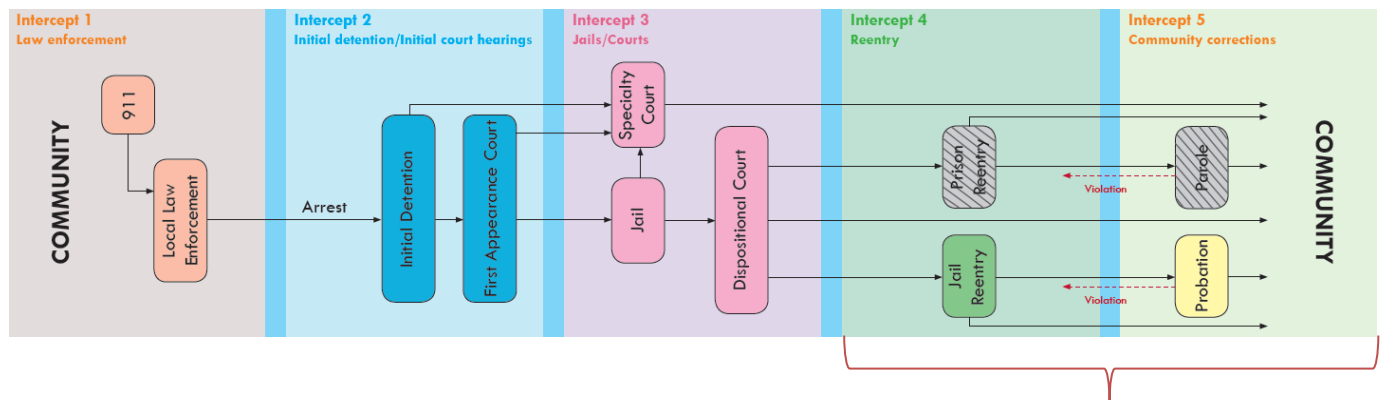 Intercept 1
Law enforcement
Intercept 2
Initial detention/Initial court hearings
Intercept 3
Jails/Courts
Intercept 4
Reentry
Intercept 5
Community corrections
COMMUNITY
911
Local Law
Enforcement
Arrest
Initial Detention
First Appearance Court
Specialty
Court
Jail
Dispositional Court
Prison
Reentry
Jail
Reentry
Violation
Violation
Parole
Probation
COMMUNITY